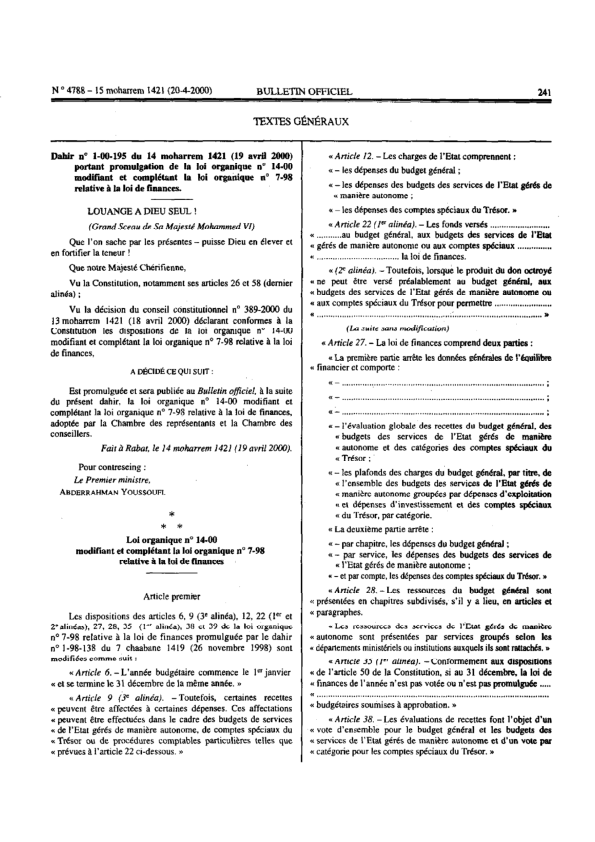 N° 4788 – 15 moharrem 1421 (20-4-2000) BULLETIN OFFICIEL 241
TEXTES GÉNÉRAUX
Dahir n° 1-00-195 du 14 moharrem 1421 (19 avril 2000)
portant promulgation de la loi organique n° 14-00
modifiant et complétant la loi organique n° 7-98
relative à la loi de finances.
LOUANGE A DIEU SEUL !
(Grand Sceau de Sa Majesté Mohammed VI)
Que l'on sache par les présentes – puisse Dieu en élever et
en fortifier la teneur !
Que notre Majesté Chérifienne,
Vu la Constitution, notamment ses articles 26 et 58 (dernier
alinéa) ;
Vu la décision du conseil constitutionnel n° 389-2000 du
13 moharrem 1421 (18 avril 2000) déclarant conformes à la
Constitution les dispositions de la loi organique n° 14-00
modifiant et complétant la loi organique n° 7-98 relative à la loi
de finances,
A DÉCIDÉ CE QUI SUIT :
Est promulguée et sera publiée au Bulletin officiel, à la suite
du présent dahir, la loi organique n° 14-00 modifiant et
complétant la loi organique n° 7-98 relative à la loi de finances,
adoptée par la Chambre des représentants et la Chambre des
conseillers.
Fait à Rabat, le 14 moharrem 1421 (19 avril 2000).
Pour contreseing :
Le Premier ministre,
ABDERRAHMAN YOUSSOUFI.
*
* *
Loi organique n° 14-00
modifiant et complétant la loi organique n° 7-98
relative à la loi de finances
Article premier
Les dispositions des articles 6, 9 (3e alinéa), 12, 22 (1er et
2e alinéas), 27, 28, 35 (1er alinéa), 38 et 39 de la loi organique
n° 7-98 relative à la loi de finances promulguée par le dahir
n° 1-98-138 du 7 chaabane 1419 (26 novembre 1998) sont
modifiées comme suit :
« Article 6. – L'année budgétaire commence le 1er janvier
« et se termine le 31 décembre de la même année. »
« Article 9 (3e alinéa). – Toutefois, certaines recettes
« peuvent être affectées à certaines dépenses. Ces affectations
« peuvent être effectuées dans le cadre des budgets de services
« de l'Etat gérés de manière autonome, de comptes spéciaux du
« Trésor ou de procédures comptables particulières telles que
« prévues à l'article 22 ci-dessous. »
« Article 12. – Les charges de l'Etat comprennent :
« – les dépenses du budget général ;
« – les dépenses des budgets des services de l'Etat gérés de
« manière autonome ;
« – les dépenses des comptes spéciaux du Trésor. »
« Article 22 (1er alinéa). – Les fonds versés ..........................
« ............au budget général, aux budgets des services de l'Etat
« gérés de manière autonome ou aux comptes spéciaux ...............
« ................................... la loi de finances.
« (2e alinéa). – Toutefois, lorsque le produit du don octroyé
« ne peut être versé préalablement au budget général, aux
« budgets des services de l'Etat gérés de manière autonome ou
« aux comptes spéciaux du Trésor pour permettre .........................
« ................................................................................ »
(La suite sans modification)
« Article 27. – La loi de finances comprend deux parties :
« La première partie arrête les données générales de l'équilibre
« financier et comporte :
« – ...................................................................... ;
« – ...................................................................... ;
« – ...................................................................... ;
« – l'évaluation globale des recettes du budget général, des
« budgets des services de l'Etat gérés de manière
« autonome et des catégories des comptes spéciaux du
« Trésor ;
« – les plafonds des charges du budget général, par titre, de
« l'ensemble des budgets des services de l'Etat gérés de
« manière autonome groupées par dépenses d'exploitation
« et dépenses d'investissement et des comptes spéciaux
« du Trésor, par catégorie.
« La deuxième partie arrête :
« – par chapitre, les dépenses du budget général ;
« – par service, les dépenses des budgets des services de
« l'Etat gérés de manière autonome ;
« – et par compte, les dépenses des comptes spéciaux du Trésor. »
« Article 28. – Les ressources du budget général sont
« présentées en chapitres subdivisés, s'il y a lieu, en articles et
« paragraphes.
« Les ressources des services de l'Etat gérés de manière
« autonome sont présentées par services groupés selon les
« départements ministériels ou institutions auxquels ils sont rattachés. »
« Article 35 (1er alinéa). – Conformément aux dispositions
« de l'article 50 de la Constitution, si au 31 décembre, la loi de
« finances de l'année n'est pas votée ou n'est pas promulguée .....
« ................................................................................
« budgétaires soumises à approbation. »
« Article 38. – Les évaluations de recettes font l'objet d'un
« vote d'ensemble pour le budget général et les budgets des
« services de l'Etat gérés de manière autonome et d'un vote par
« catégorie pour les comptes spéciaux du Trésor. »